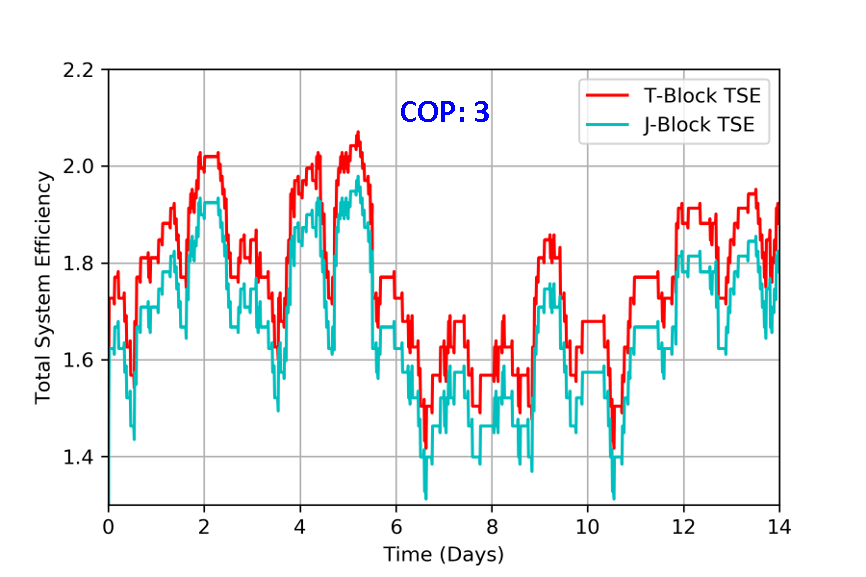 COP: 3
T-Block TSE
J-Block TSE
Total System Efficiency
2.2
2.0
1.8
1.6
1.4
0 2 4 6 8 10 12 14
Time (Days)